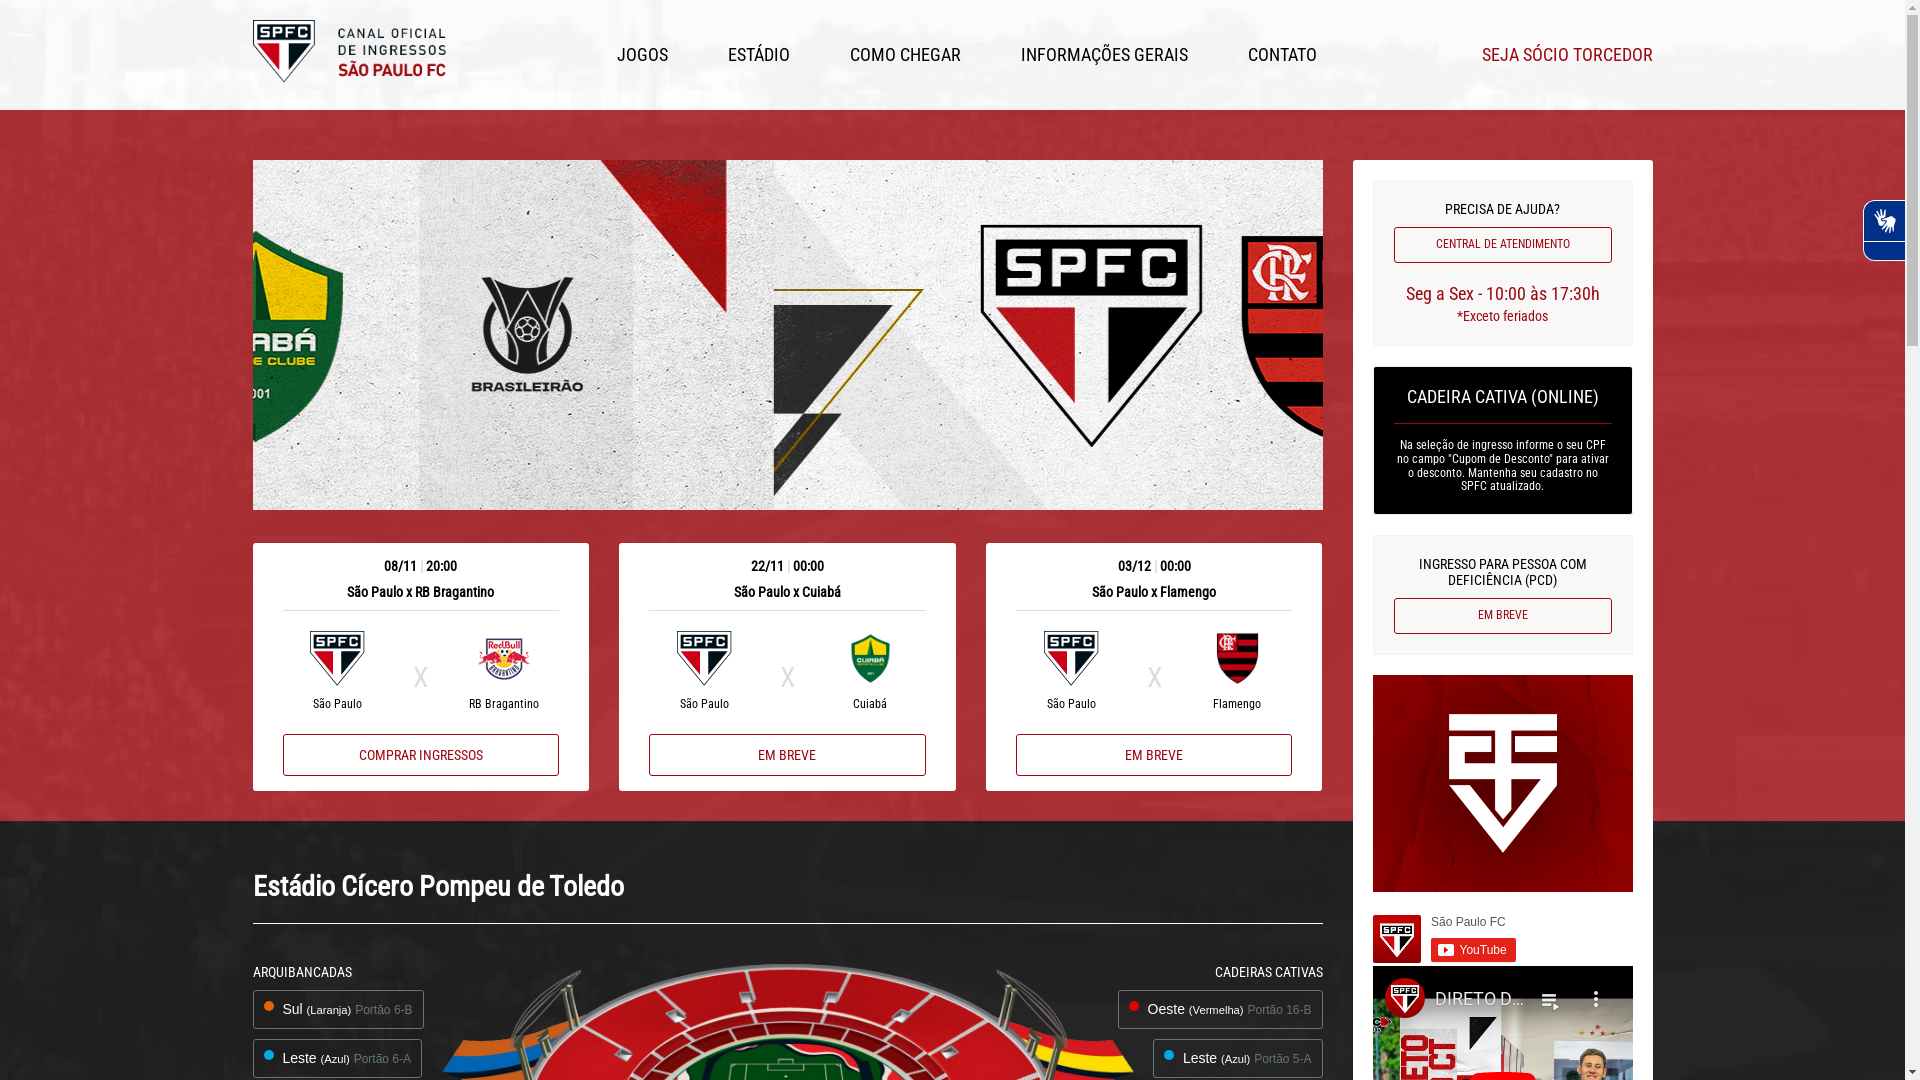 SPFC
CANAL OFICIAL
DE INGRESSOS
SÃO PAULO FC
JOGOS
ESTÁDIO
COMO CHEGAR
INFORMAÇÕES GERAIS
CONTATO
SEJA SÓCIO TORCEDOR
BRASILEIRÃO
SPFC
PRECISA DE AJUDA?
CENTRAL DE ATENDIMENTO
Seg a Sex - 10:00 às 17:30h
*Exceto feriados
CADEIRA CATIVA (ONLINE)
Na seleção de ingresso informe o seu CPF
no campo "Cupom de Desconto" para ativar
o desconto. Mantenha seu cadastro no
SPFC atualizado.
INGRESSO PARA PESSOA COM
DEFICIÊNCIA (PCD)
EM BREVE
08/11 | 20:00
São Paulo x RB Bragantino
SPFC
X
São Paulo
RB Bragantino
COMPRAR INGRESSOS
22/11 | 00:00
São Paulo x Cuiabá
SPFC
X
São Paulo
Cuiabá
EM BREVE
03/12 | 00:00
São Paulo x Flamengo
SPFC
X
São Paulo
Flamengo
EM BREVE
São Paulo FC
YouTube
DIRETO D...
Estádio Cícero Pompeu de Toledo
ARQUIBANCADAS
Sul (Laranja) Portão 6-B
Leste (Azul) Portão 6-A
CADEIRAS CATIVAS
Oeste (Vermelha) Portão 16-B
Leste (Azul) Portão 5-A